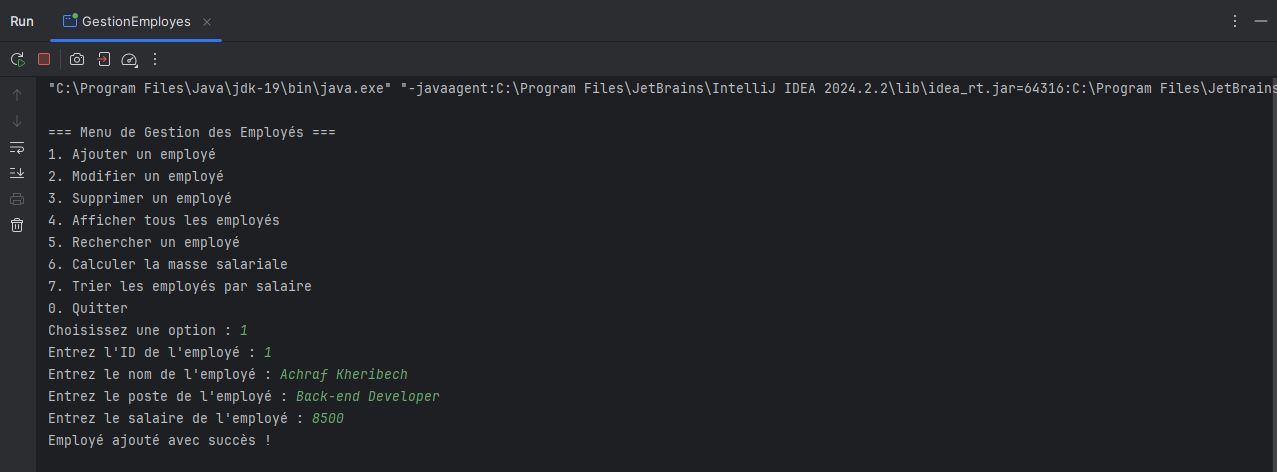 Run GestionEmployes
"C:\Program Files\Java\jdk-19\bin\java.exe" "-javaagent:C:\Program Files\JetBrains\IntelliJ IDEA 2024.2.2\lib\idea_rt.jar=64316:C:\Program Files\JetBrains
=== Menu de Gestion des Employés ===
1. Ajouter un employé
2. Modifier un employé
3. Supprimer un employé
4. Afficher tous les employés
5. Rechercher un employé
6. Calculer la masse salariale
7. Trier les employés par salaire
0. Quitter
Choisissez une option : 1
Entrez l'ID de l'employé : 1
Entrez le nom de l'employé : Achraf Kheribech
Entrez le poste de l'employé : Back-end Developer
Entrez le salaire de l'employé : 8500
Employé ajouté avec succès !